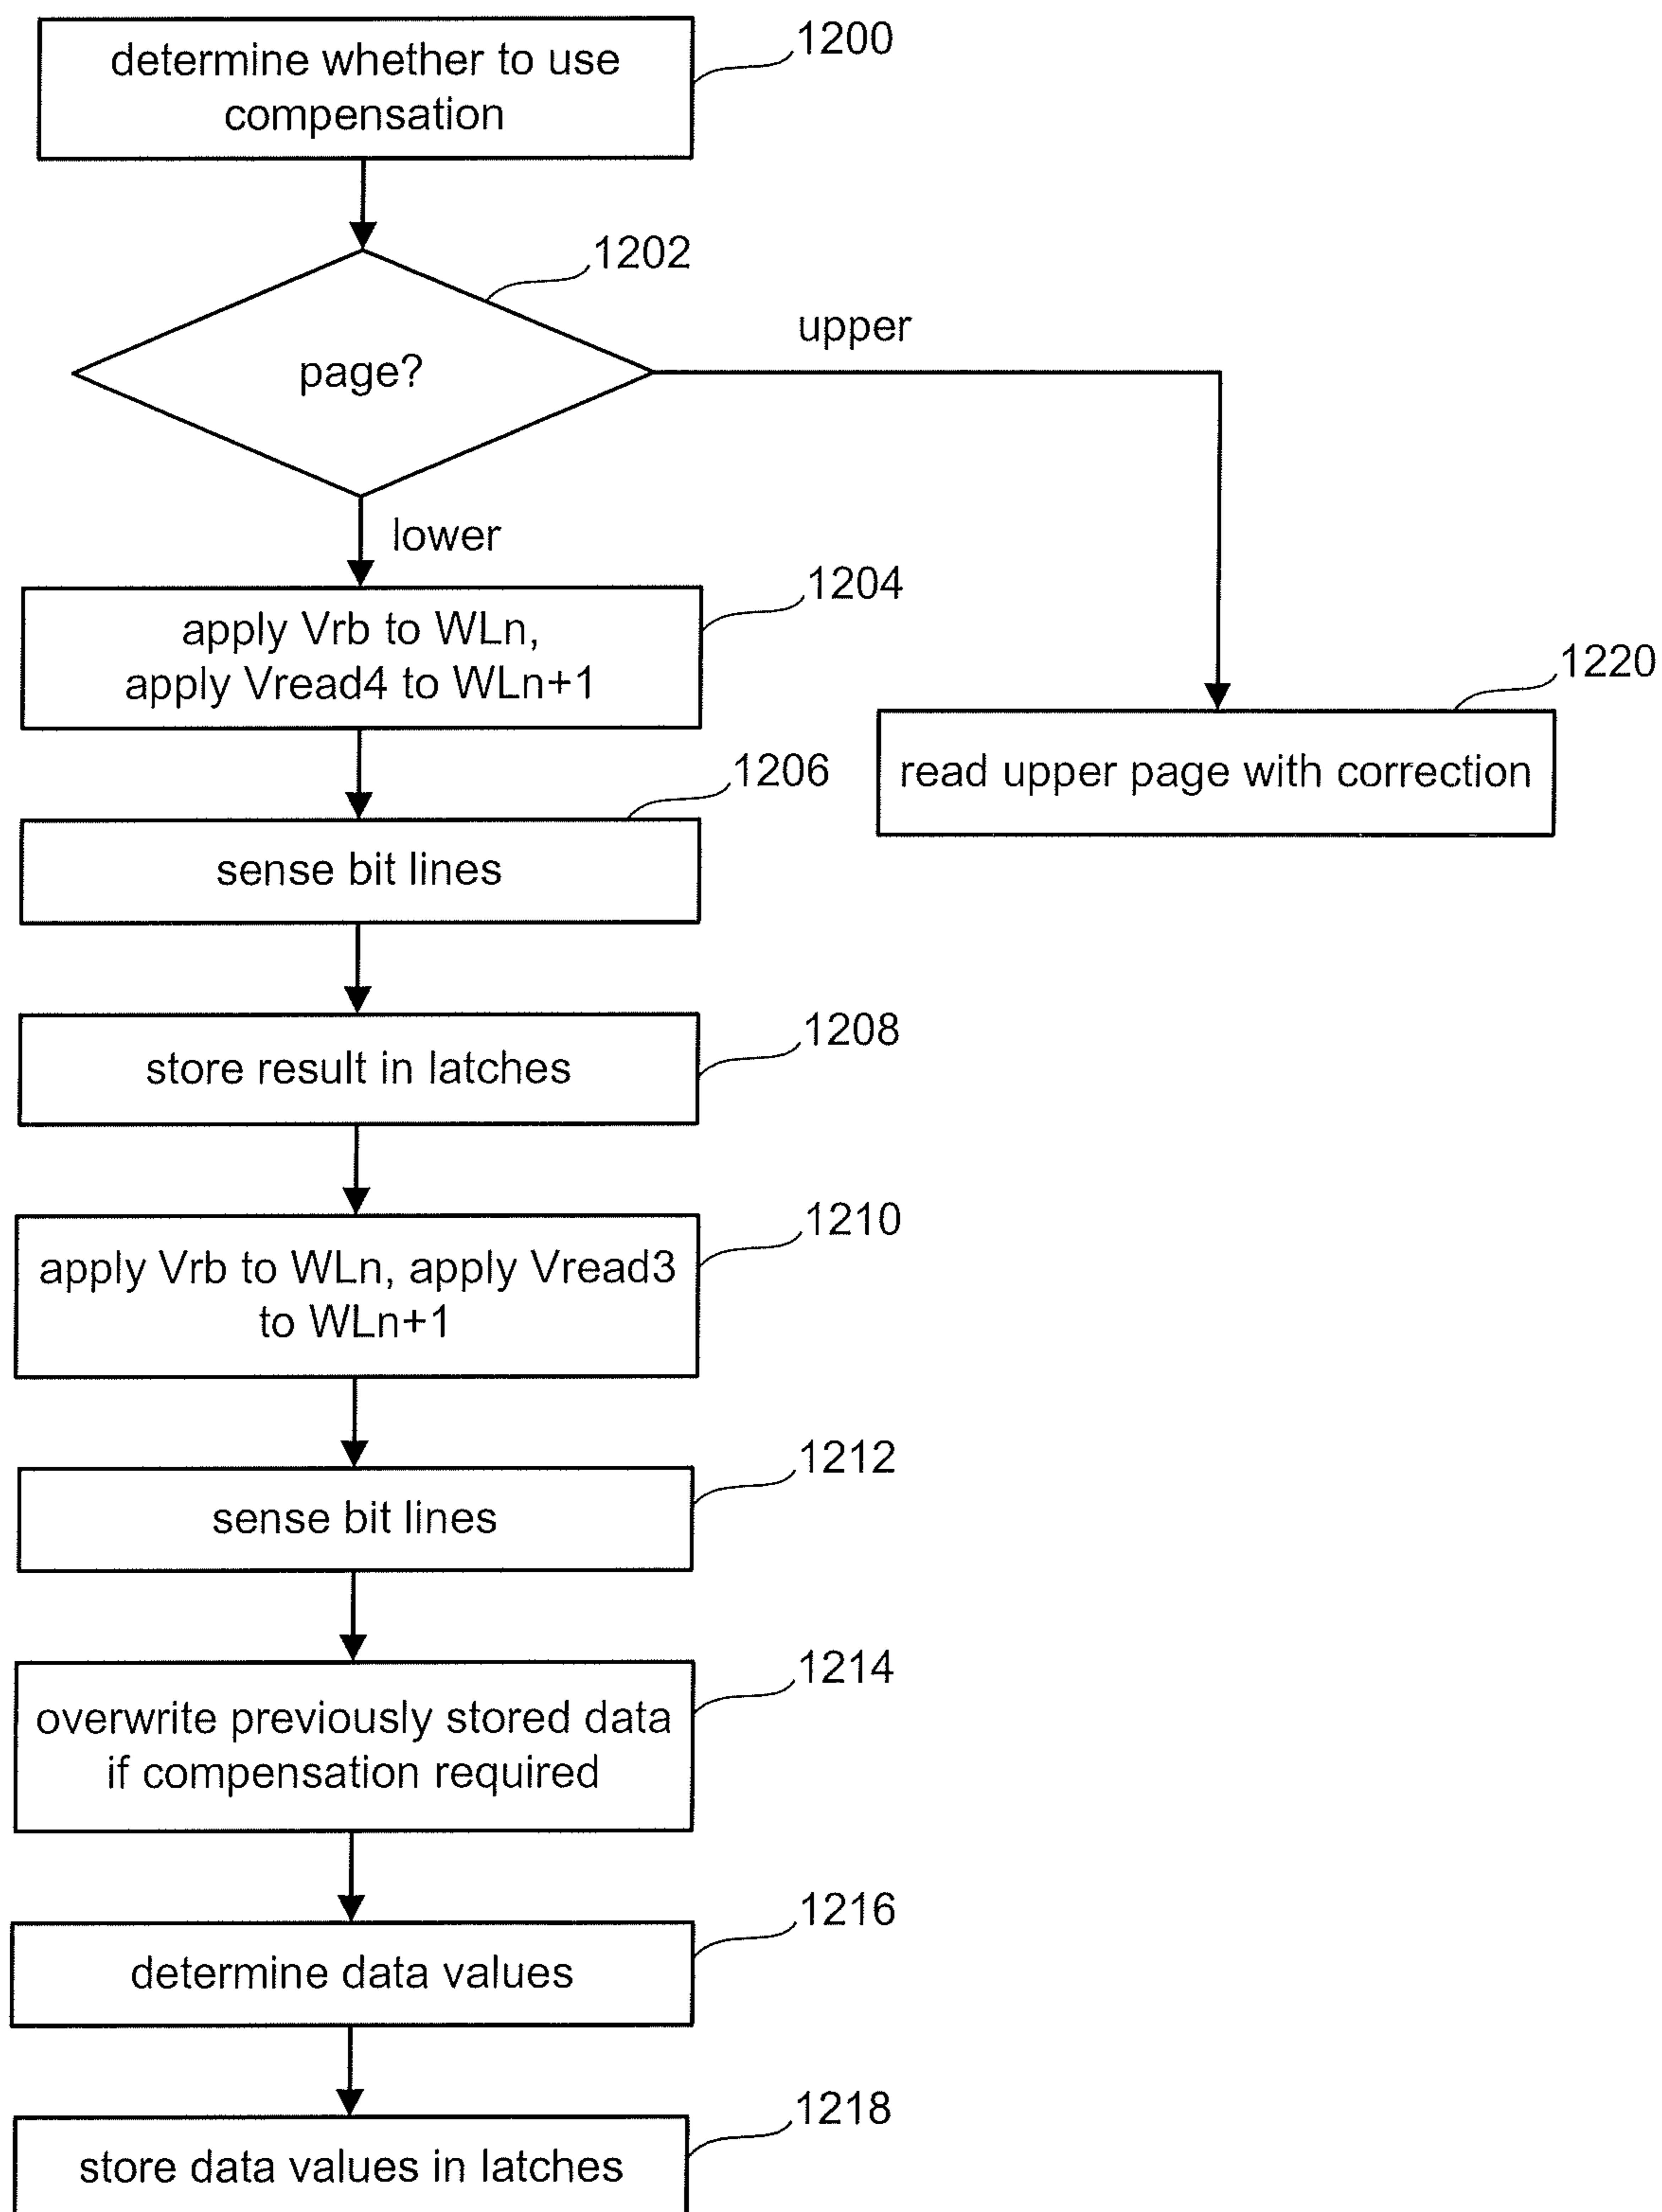 determine whether to use
compensation
1200
1202
page?
upper
lower
apply Vrb to WLn,
apply Vread4 to WLn+1
1204
1220
read upper page with correction
1206
sense bit lines
1208
store result in latches
1210
apply Vrb to WLn, apply Vread3
to WLn+1
1212
sense bit lines
1214
overwrite previously stored data
if compensation required
1216
determine data values
1218
store data values in latches